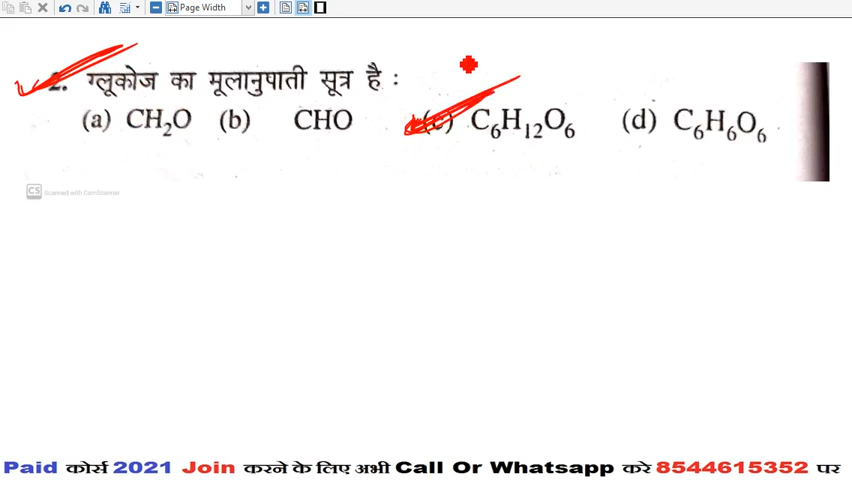 Page Width
2. ग्लूकोज का मूलानुपाती सूत्र है :
(a) CH₂O (b) CHO (c) C₆H₁₂O₆ (d) C₆H₆O₆
CS Scanned with CamScanner
Paid कोर्स 2021 Join करने के लिए अभी Call Or Whatsapp करे 8544615352 पर